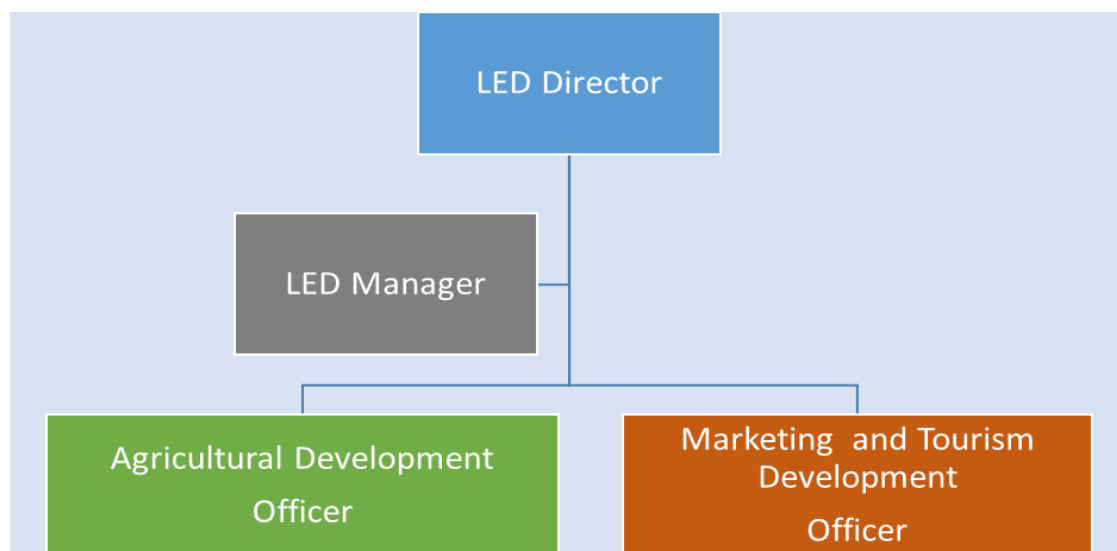 LED Director
LED Manager
Agricultural Development
Officer
Marketing and Tourism
Development
Officer